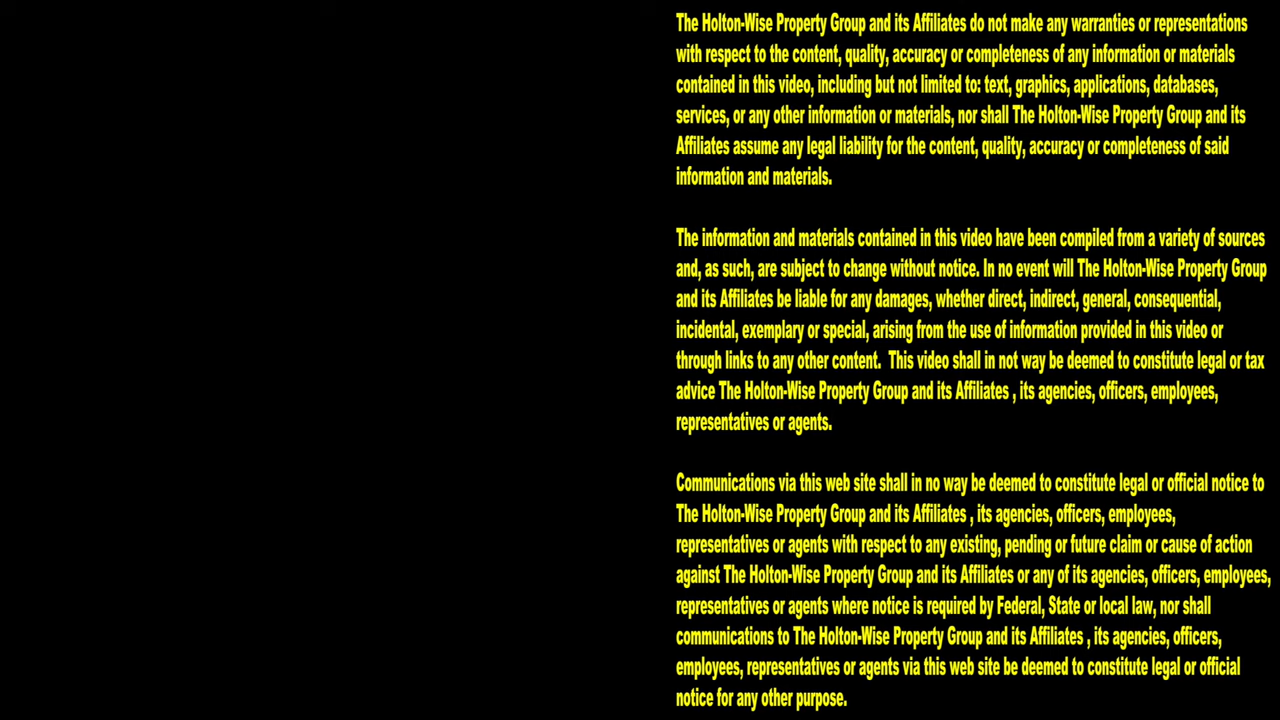 The Holton-Wise Property Group and its Affiliates do not make any warranties or representations
with respect to the content, quality, accuracy or completeness of any information or materials
contained in this video, including but not limited to: text, graphics, applications, databases,
services, or any other information or materials, nor shall The Holton-Wise Property Group and its
Affiliates assume any legal liability for the content, quality, accuracy or completeness of said
information and materials.
The information and materials contained in this video have been compiled from a variety of sources
and, as such, are subject to change without notice. In no event will The Holton-Wise Property Group
and its Affiliates be liable for any damages, whether direct, indirect, general, consequential,
incidental, exemplary or special, arising from the use of information provided in this video or
through links to any other content.  This video shall in not way be deemed to constitute legal or tax
advice The Holton-Wise Property Group and its Affiliates , its agencies, officers, employees,
representatives or agents.
Communications via this web site shall in no way be deemed to constitute legal or official notice to
The Holton-Wise Property Group and its Affiliates , its agencies, officers, employees,
representatives or agents with respect to any existing, pending or future claim or cause of action
against The Holton-Wise Property Group and its Affiliates or any of its agencies, officers, employees,
representatives or agents where notice is required by Federal, State or local law, nor shall
communications to The Holton-Wise Property Group and its Affiliates , its agencies, officers,
employees, representatives or agents via this web site be deemed to constitute legal or official
notice for any other purpose.